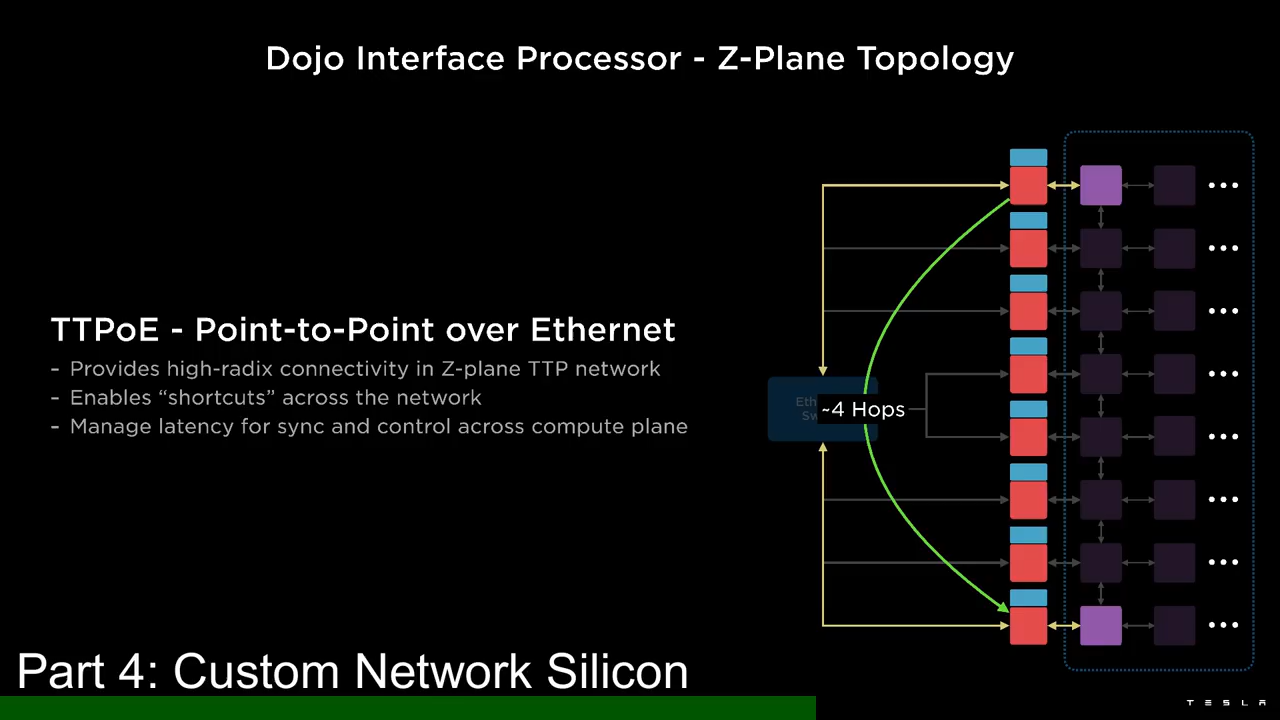 Dojo Interface Processor - Z-Plane Topology
TTPoE - Point-to-Point over Ethernet
- Provides high-radix connectivity in Z-plane TTP network
- Enables “shortcuts” across the network
- Manage latency for sync and control across compute plane
~4 Hops
Part 4: Custom Network Silicon
TESLA